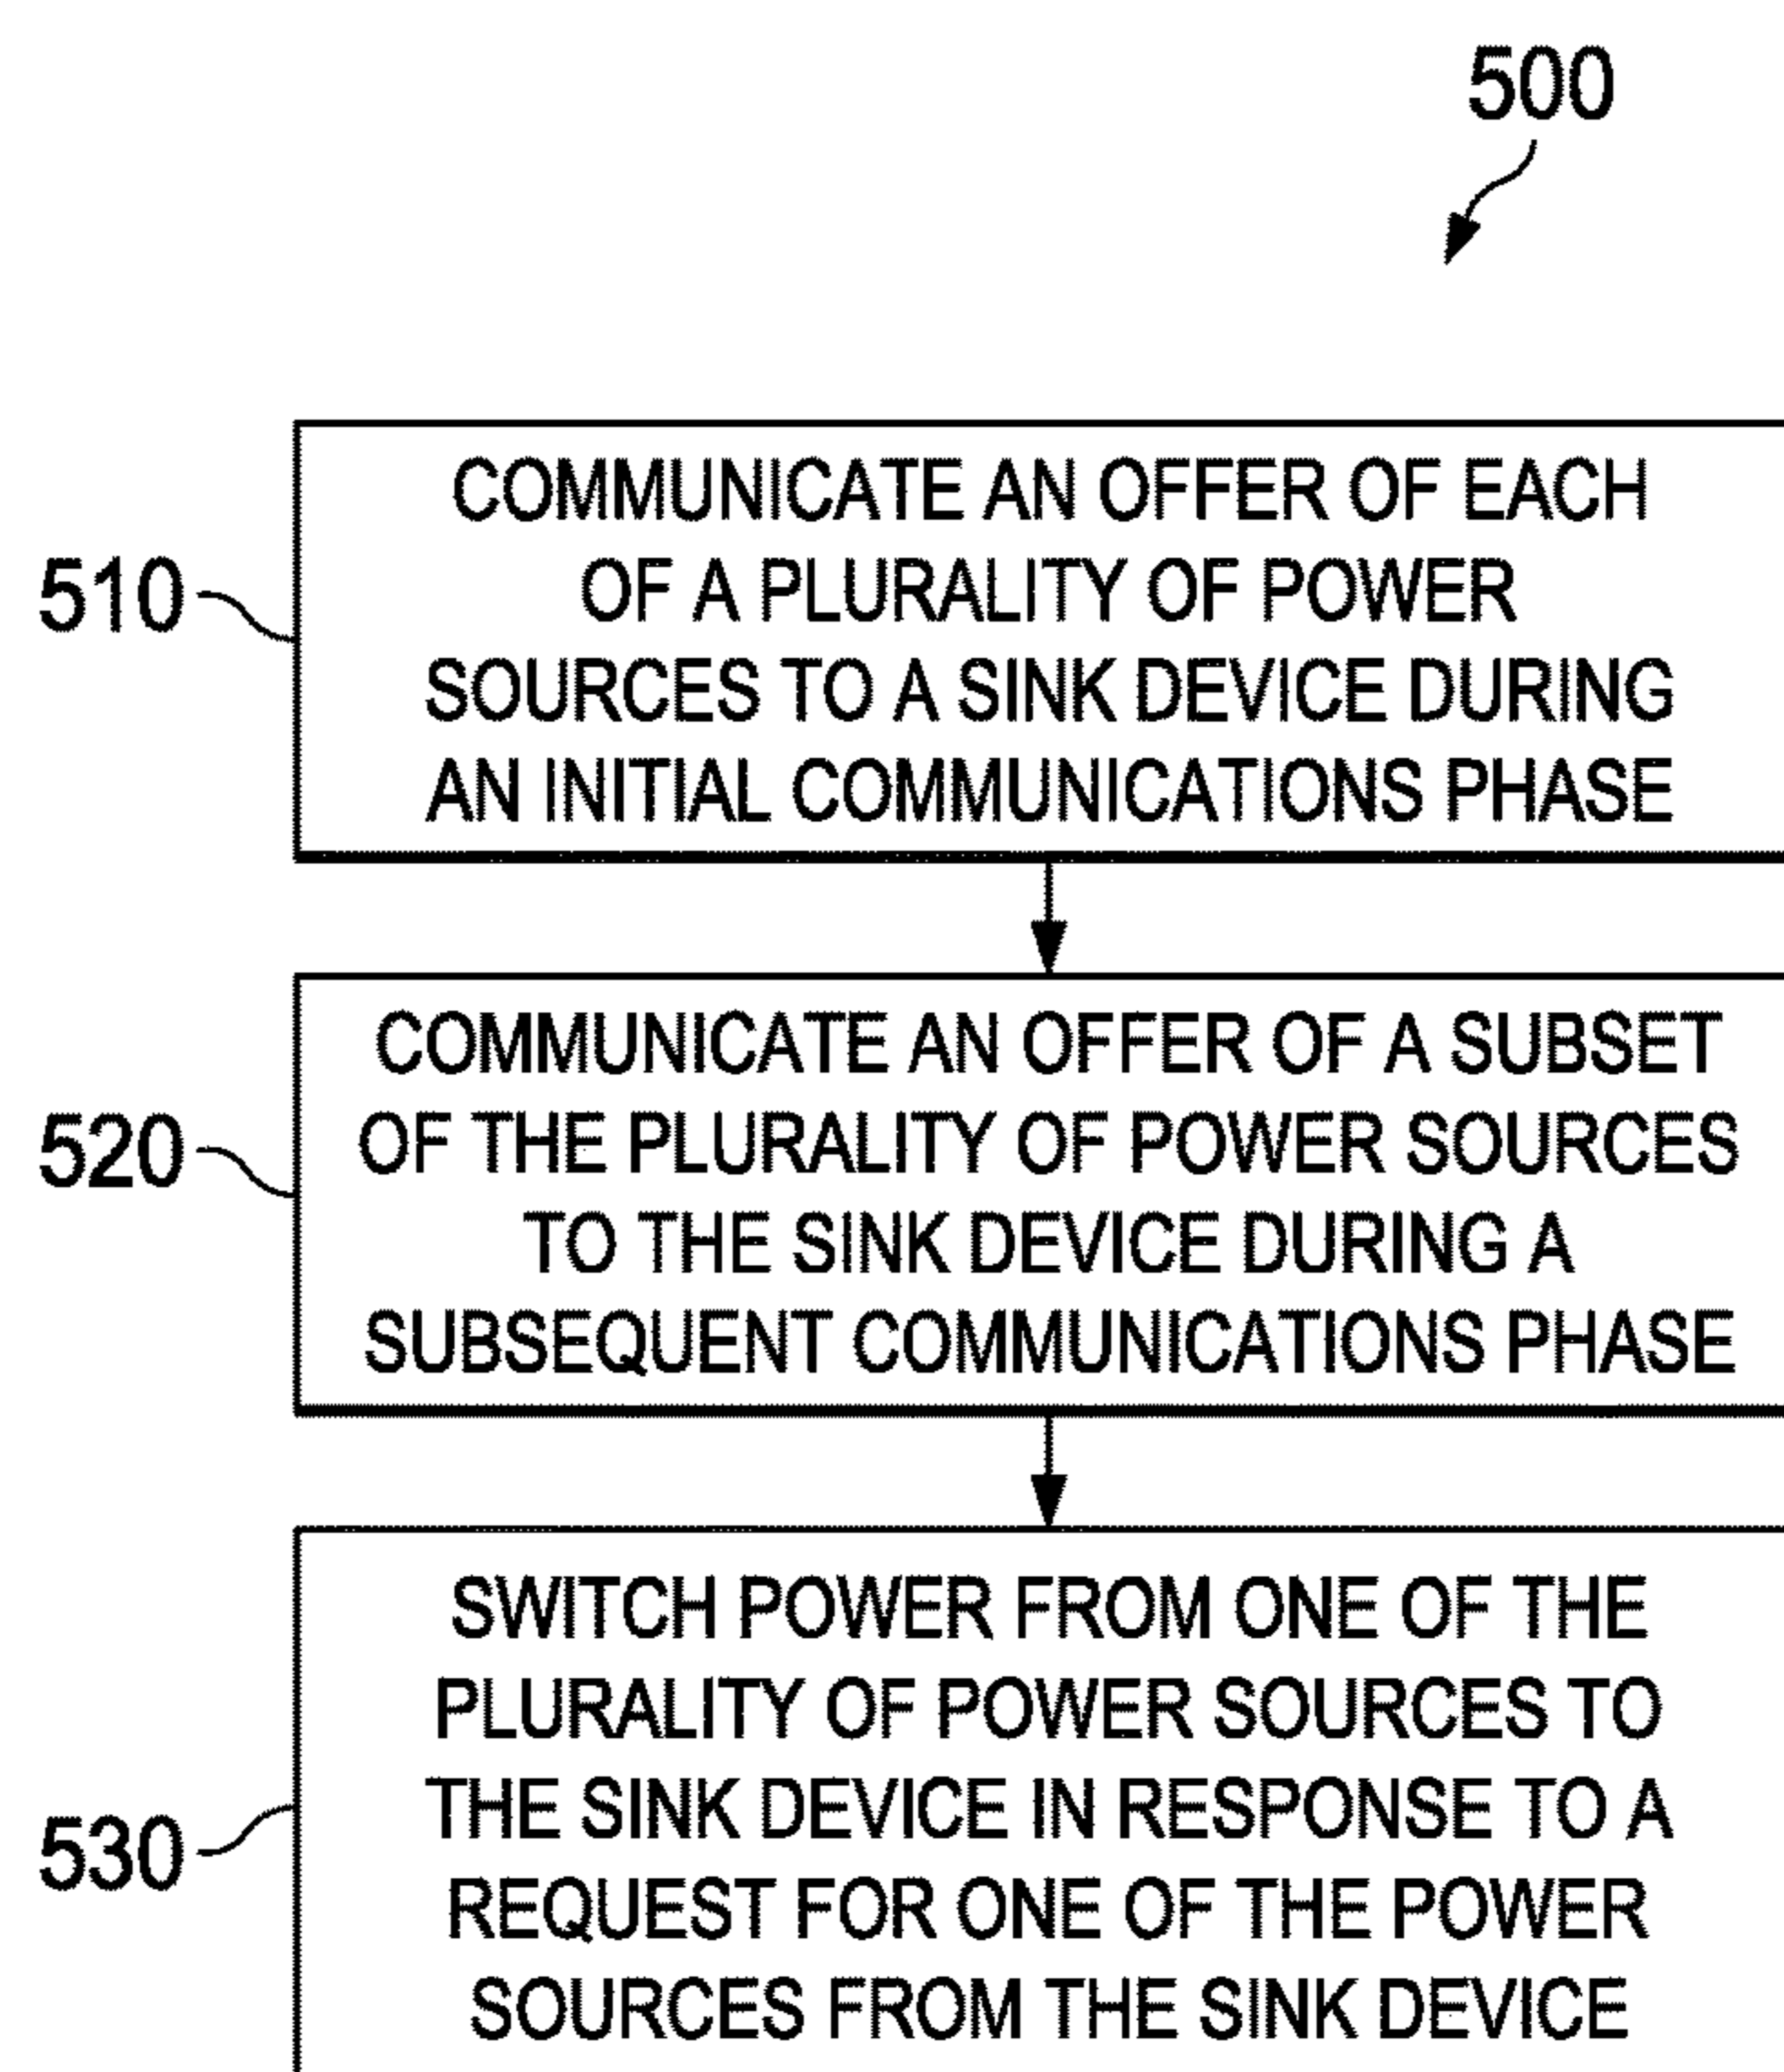 500
510
COMMUNICATE AN OFFER OF EACH
OF A PLURALITY OF POWER
SOURCES TO A SINK DEVICE DURING
AN INITIAL COMMUNICATIONS PHASE
520
COMMUNICATE AN OFFER OF A SUBSET
OF THE PLURALITY OF POWER SOURCES
TO THE SINK DEVICE DURING A
SUBSEQUENT COMMUNICATIONS PHASE
530
SWITCH POWER FROM ONE OF THE
PLURALITY OF POWER SOURCES TO
THE SINK DEVICE IN RESPONSE TO A
REQUEST FOR ONE OF THE POWER
SOURCES FROM THE SINK DEVICE